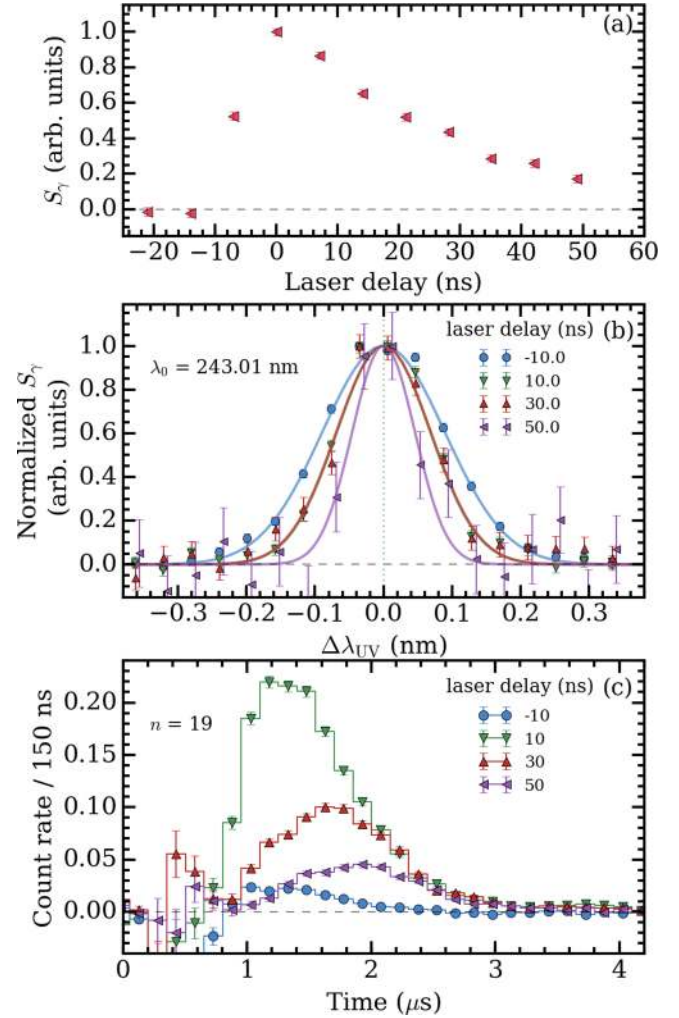 (a)
1.0
0.8
0.6
0.4
0.2
0.0
S_γ (arb. units)
−20 −10 0 10 20 30 40 50 60
Laser delay (ns)
laser delay (ns) (b)
λ₀ = 243.01 nm
-10.0
10.0
30.0
50.0
1.0
0.8
0.6
0.4
0.2
0.0
Normalized S_γ
(arb. units)
−0.3 −0.2 −0.1 0.0 0.1 0.2 0.3
Δλ_UV (nm)
laser delay (ns) (c)
n = 19
-10
10
30
50
0.20
0.15
0.10
0.05
0.00
Count rate / 150 ns
0 1 2 3 4
Time (μs)